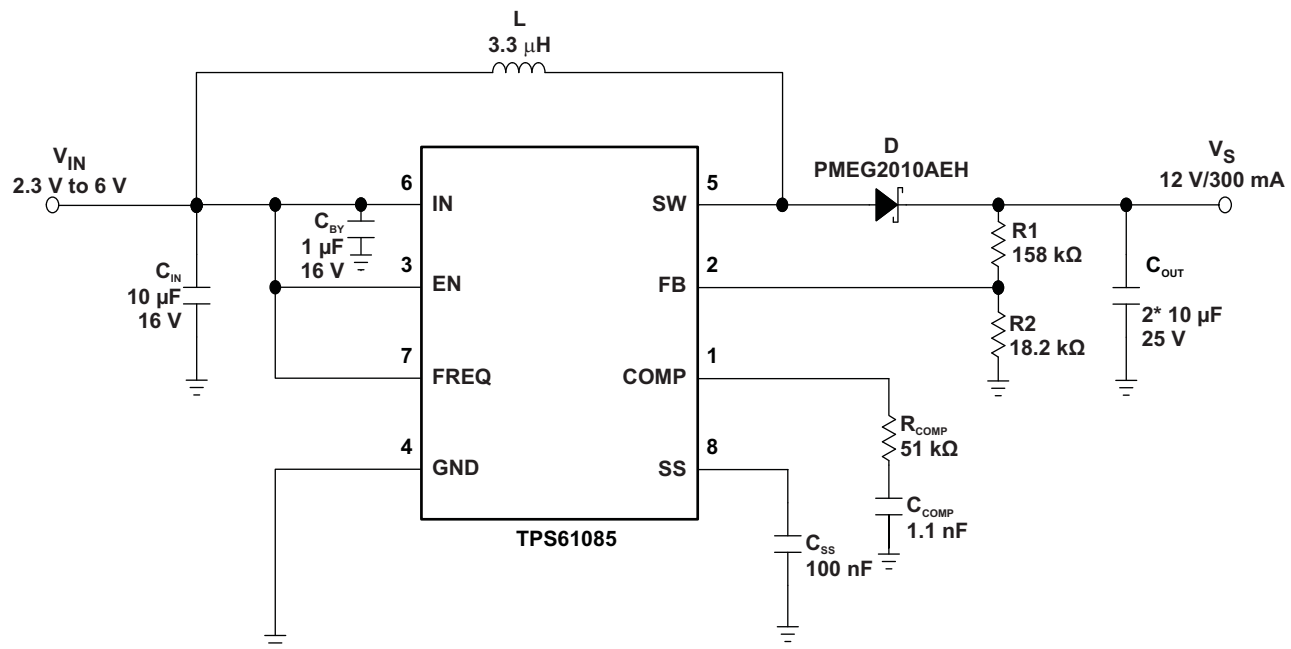 L
3.3 μH
V_IN
2.3 V to 6 V
C_IN
10 µF
16 V
C_BY
1 µF
16 V
6
IN
3
EN
7
FREQ
4
GND
5
SW
2
FB
1
COMP
8
SS
TPS61085
D
PMEG2010AEH
V_S
12 V/300 mA
R1
158 kΩ
R2
18.2 kΩ
C_OUT
2* 10 µF
25 V
R_COMP
51 kΩ
C_COMP
1.1 nF
C_SS
100 nF